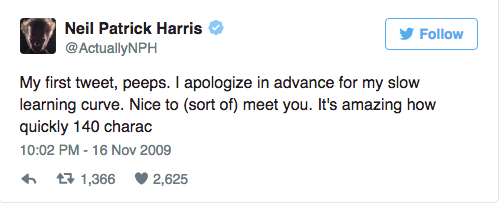 Neil Patrick Harris
@ActuallyNPH
Follow
My first tweet, peeps. I apologize in advance for my slow
learning curve. Nice to (sort of) meet you. It's amazing how
quickly 140 charac
10:02 PM - 16 Nov 2009
1,366 2,625